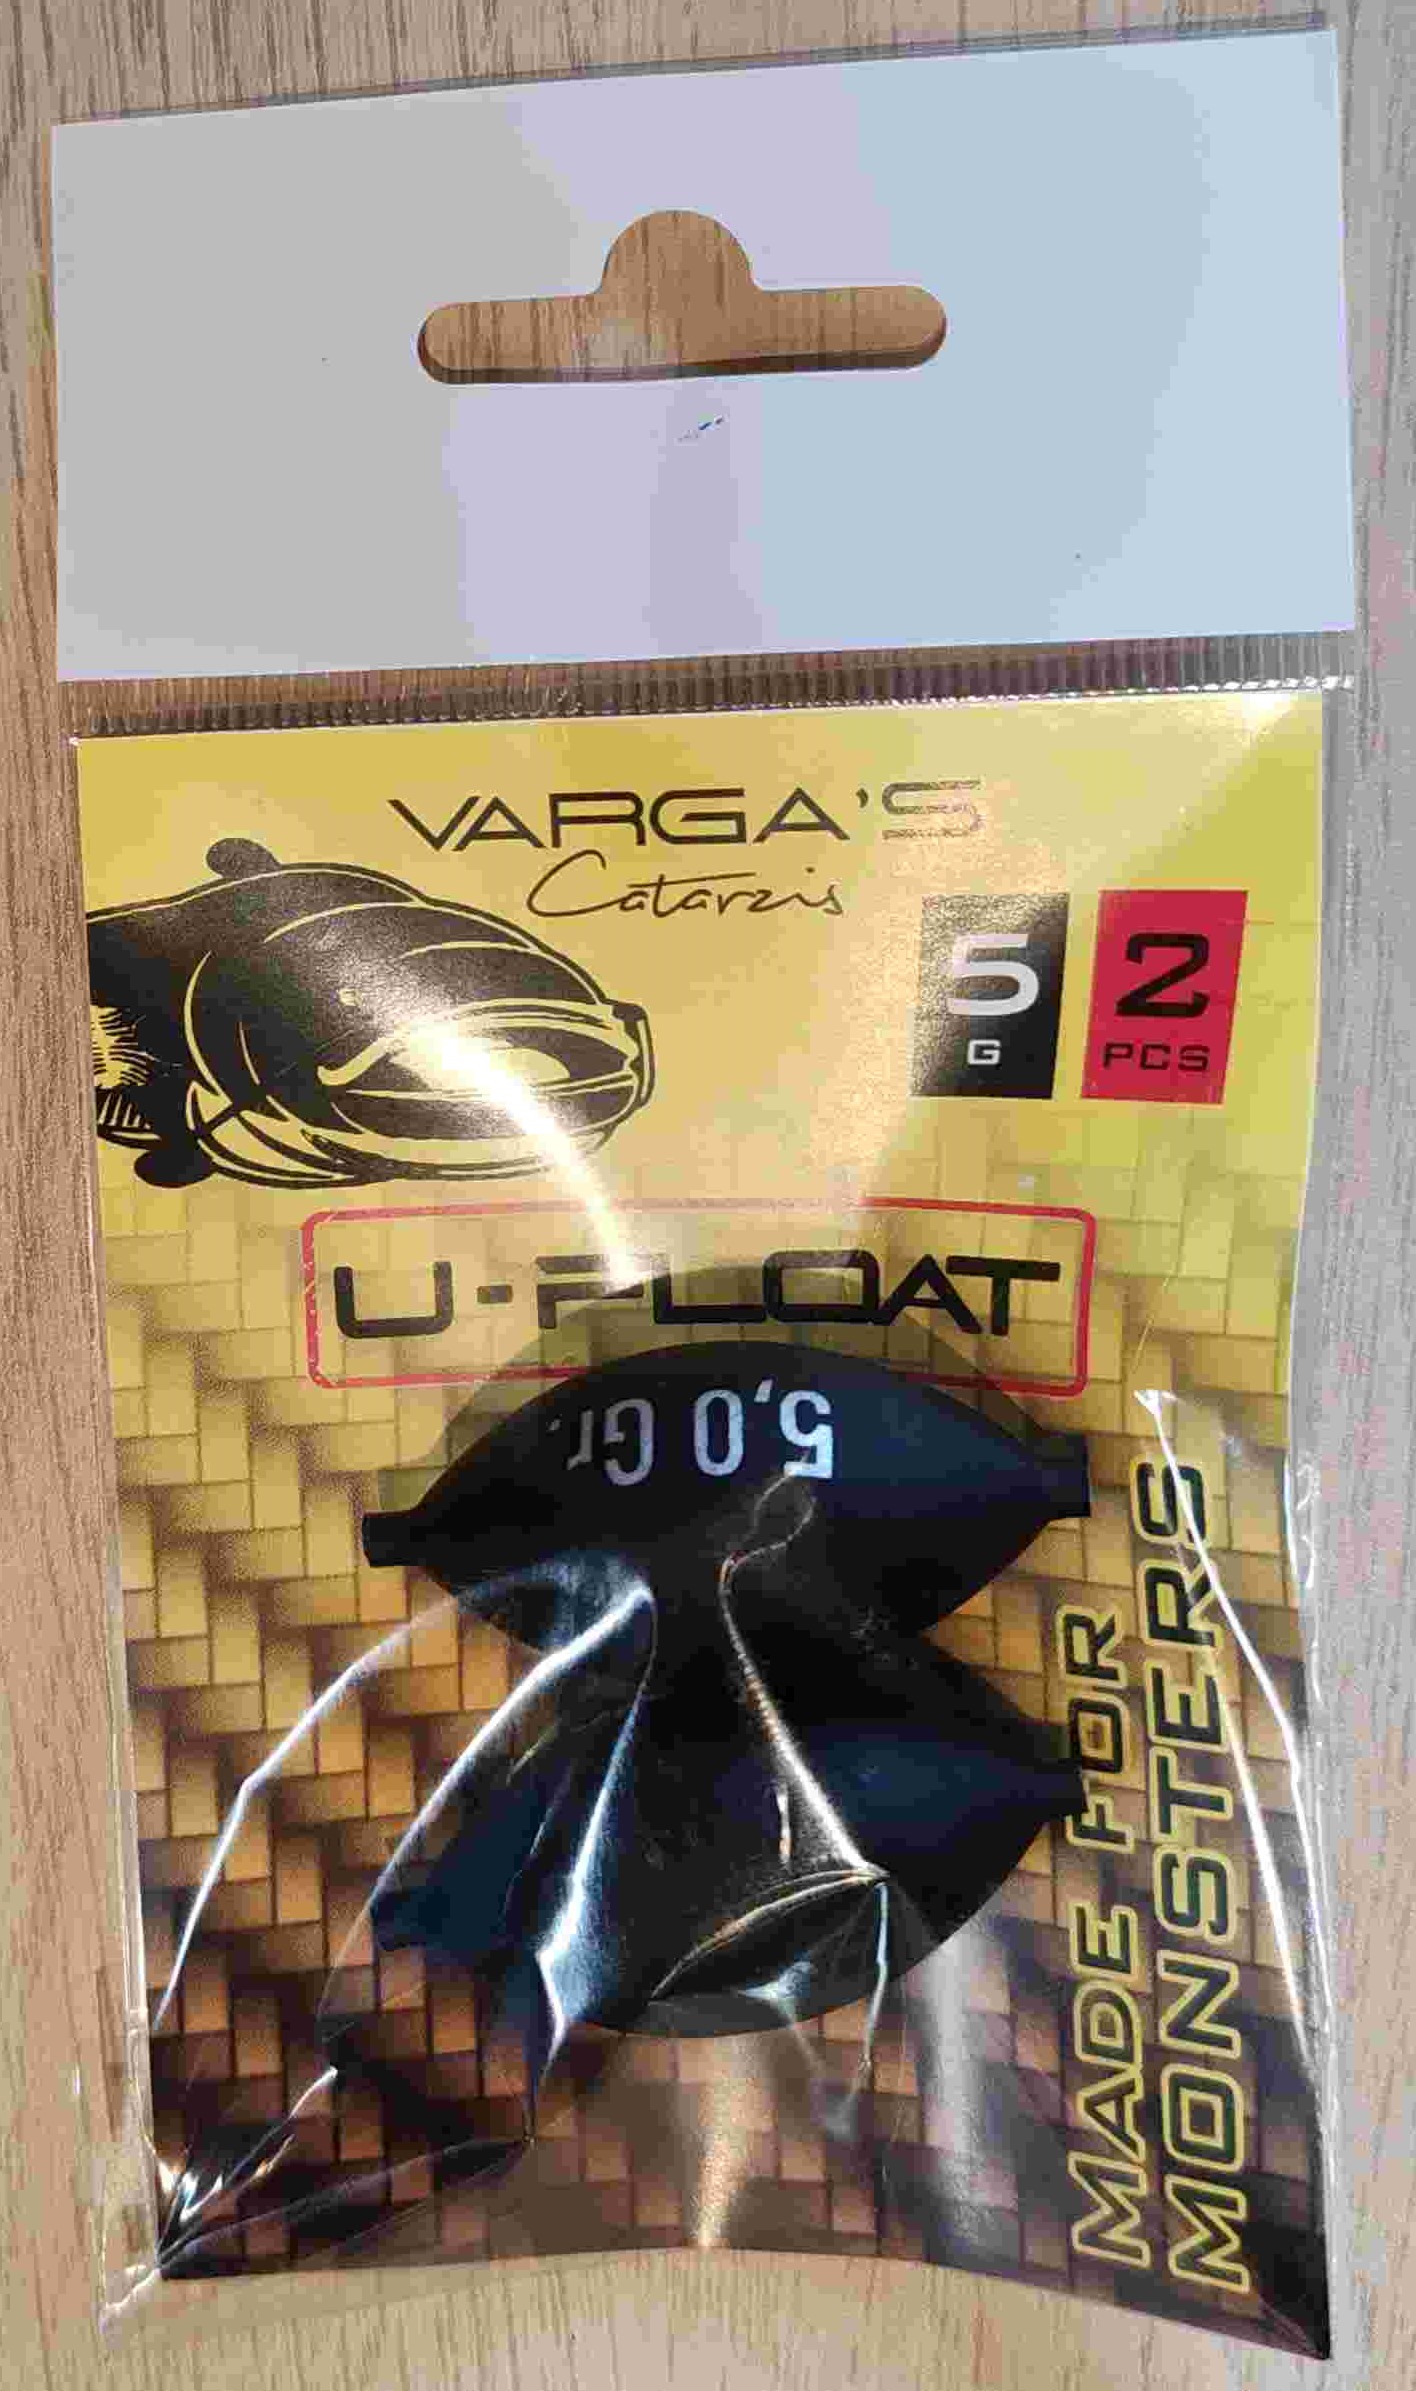 VARGA'S
Catarzis
5
G
2
PCS
U-FLOAT
5,0 Gr.
MADE FOR
MONSTERS